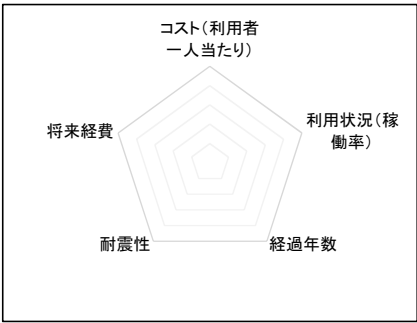 コスト(利用者
一人当たり)
利用状況(稼
働率)
経過年数
耐震性
将来経費